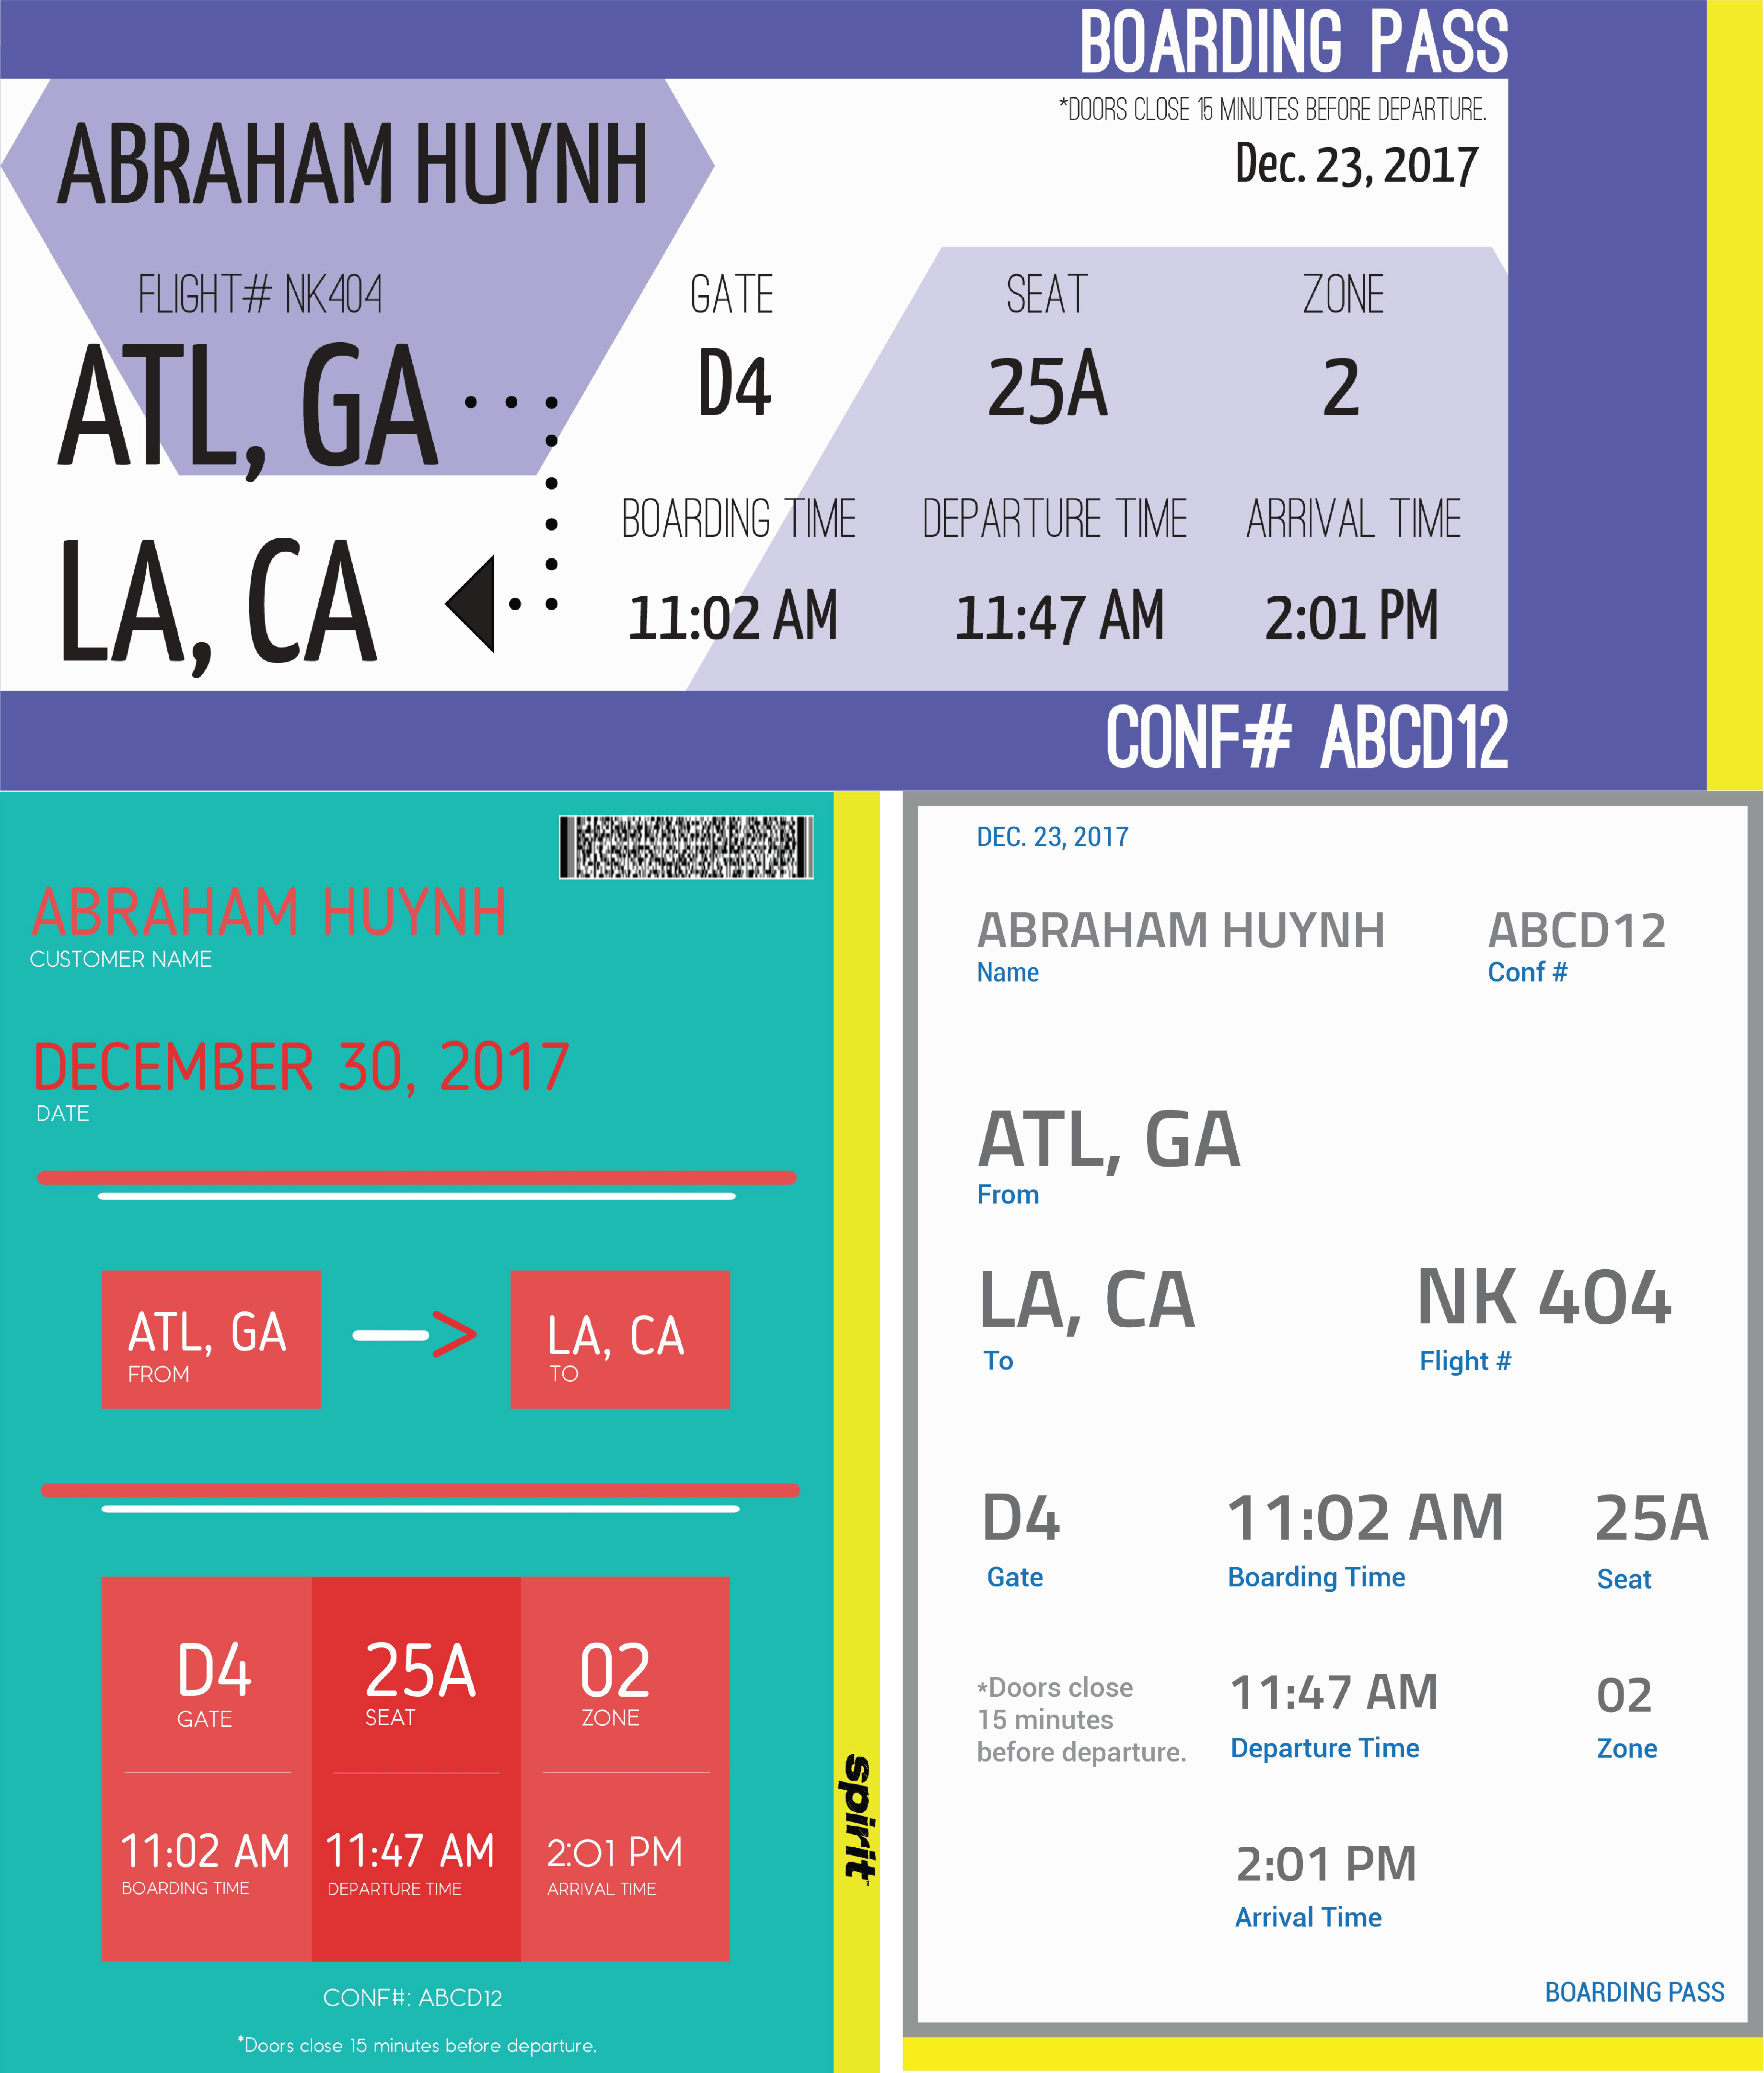 BOARDING PASS
*DOORS CLOSE 15 MINUTES BEFORE DEPARTURE.
ABRAHAM HUYNH
Dec. 23, 2017
FLIGHT# NK404
GATE SEAT ZONE
ATL, GA
D4 25A 2
BOARDING TIME DEPARTURE TIME ARRIVAL TIME
LA, CA
11:02 AM 11:47 AM 2:01 PM
CONF# ABCD12
ABRAHAM HUYNH
CUSTOMER NAME
DECEMBER 30, 2017
DATE
ATL, GA LA, CA
FROM TO
D4 25A 02
GATE SEAT ZONE
11:02 AM 11:47 AM 2:01 PM
BOARDING TIME DEPARTURE TIME ARRIVAL TIME
CONF#: ABCD12
*Doors close 15 minutes before departure.
spirit
DEC. 23, 2017
ABRAHAM HUYNH ABCD12
Name Conf #
ATL, GA
From
LA, CA NK 404
To Flight #
D4 11:02 AM 25A
Gate Boarding Time Seat
*Doors close
15 minutes
before departure.
11:47 AM 02
Departure Time Zone
2:01 PM
Arrival Time
BOARDING PASS